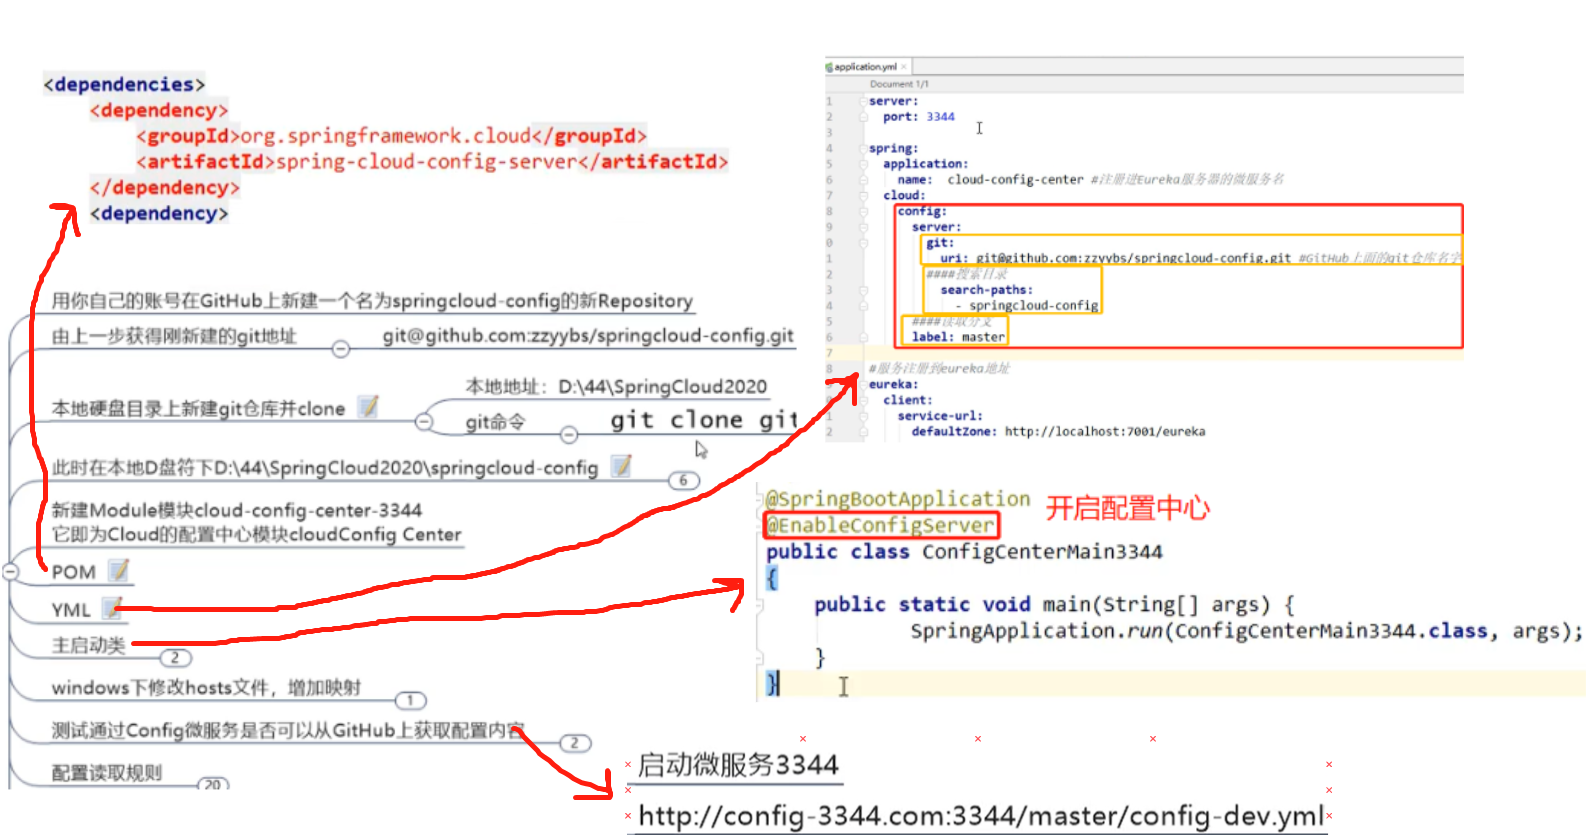 <dependencies>
<dependency>
<groupId>org.springframework.cloud</groupId>
<artifactId>spring-cloud-config-server</artifactId>
</dependency>
<dependency>
用你自己的账号在GitHub上新建一个名为springcloud-config的新Repository
由上一步获得刚新建的git地址
git@github.com:zzyybs/springcloud-config.git
本地硬盘目录上新建git仓库并clone
本地地址：D:\44\SpringCloud2020
git命令
git clone git
此时在本地D盘符下D:\44\SpringCloud2020\springcloud-config
6
新建Module模块cloud-config-center-3344
它即为Cloud的配置中心模块cloudConfig Center
POM
YML
主启动类
2
windows下修改hosts文件，增加映射
1
测试通过Config微服务是否可以从GitHub上获取配置内容
2
配置读取规则
20
application.yml
Document 1/1
1 server:
2 port: 3344
3
4 spring:
5 application:
6 name: cloud-config-center #注册进Eureka服务器的微服务名
7 cloud:
8 config:
9 server:
0 git:
1 uri: git@github.com:zzyybs/springcloud-config.git #GitHub上面的git仓库名字
2 ####搜索目录
3 search-paths:
4 - springcloud-config
5 ####读取分支
6 label: master
7
8 #服务注册到eureka地址
9 eureka:
0 client:
1 service-url:
2 defaultZone: http://localhost:7001/eureka
@SpringBootApplication
@EnableConfigServer
开启配置中心
public class ConfigCenterMain3344
{
public static void main(String[] args) {
SpringApplication.run(ConfigCenterMain3344.class, args);
}
}
启动微服务3344
http://config-3344.com:3344/master/config-dev.yml